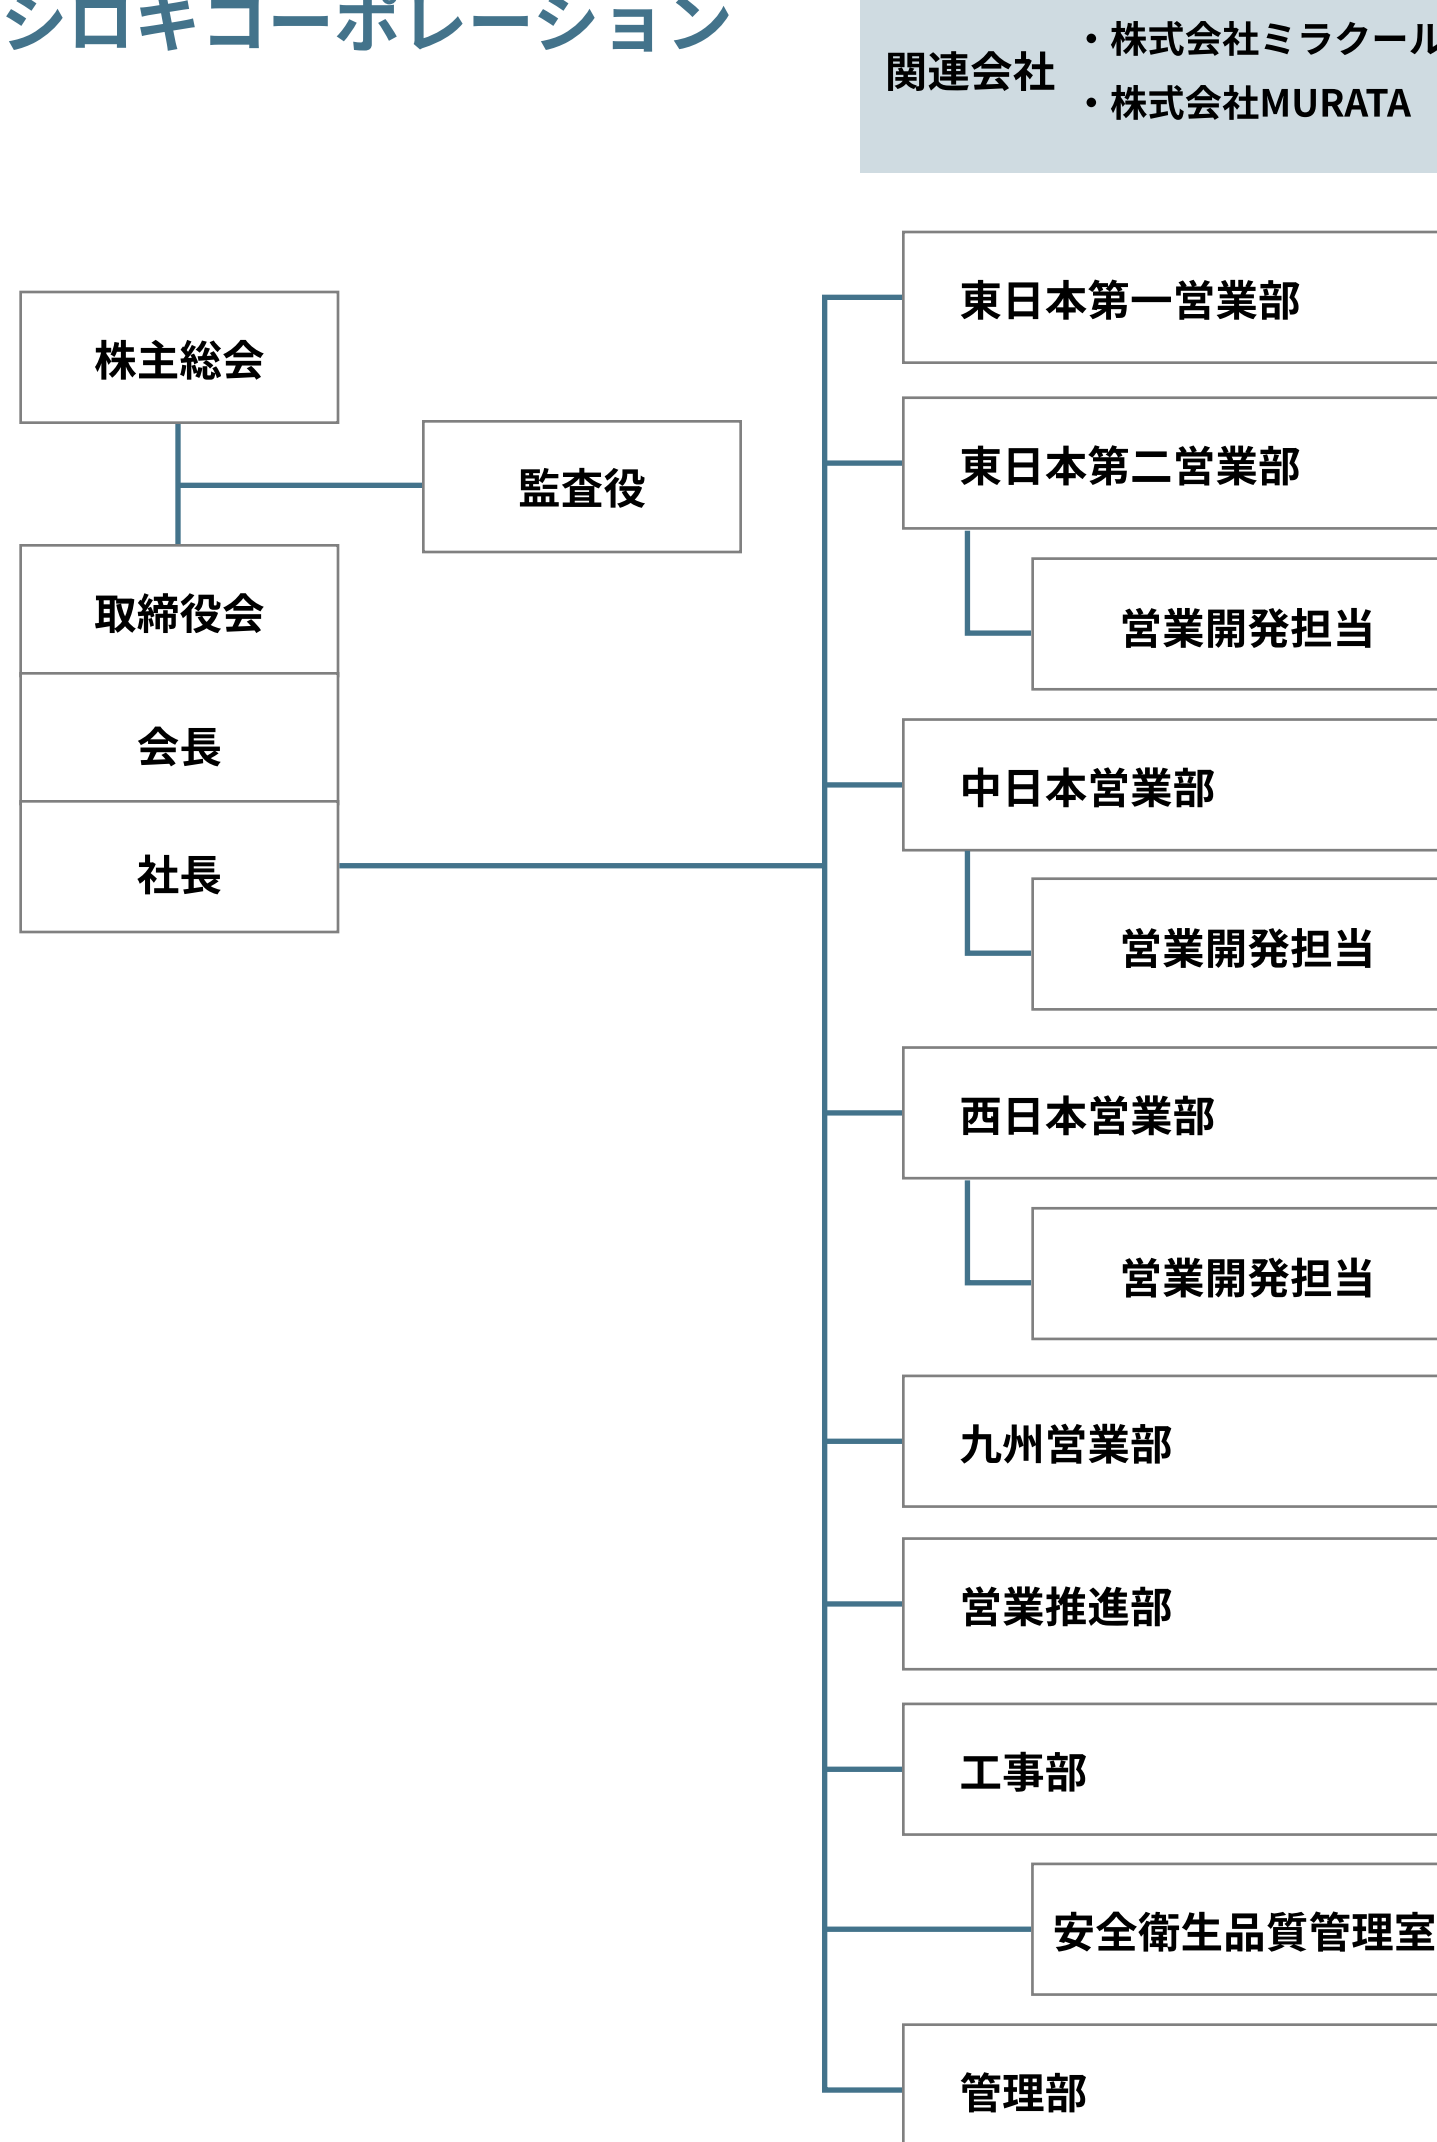 シロキコーポレーション
関連会社
・株式会社ミラクール
・株式会社MURATA
株主総会
監査役
取締役会
会長
社長
東日本第一営業部
東日本第二営業部
営業開発担当
中日本営業部
営業開発担当
西日本営業部
営業開発担当
九州営業部
営業推進部
工事部
安全衛生品質管理室
管理部